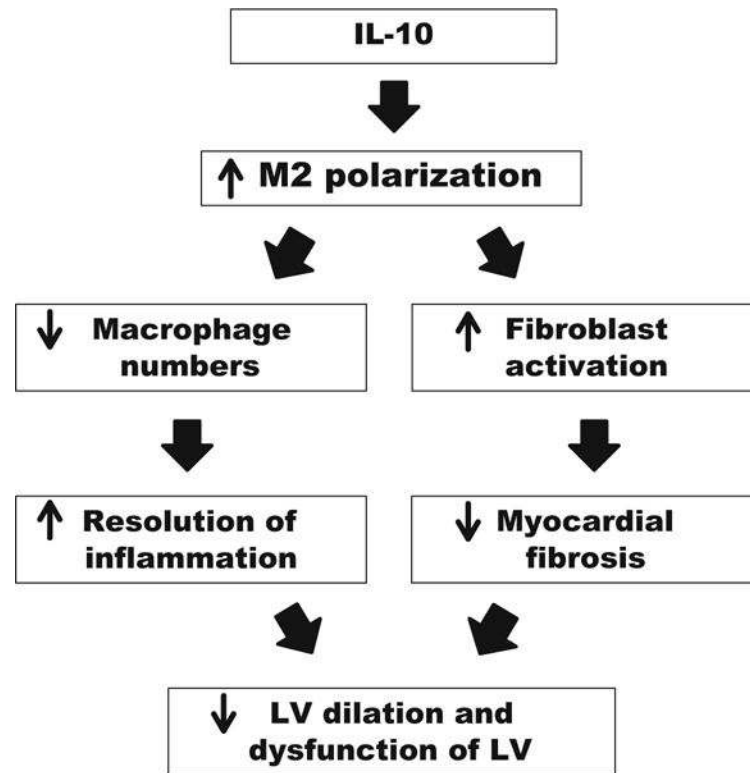 IL-10
↑ M2 polarization
↓ Macrophage
numbers
↑ Fibroblast
activation
↑ Resolution of
inflammation
↓ Myocardial
fibrosis
↓ LV dilation and
dysfunction of LV